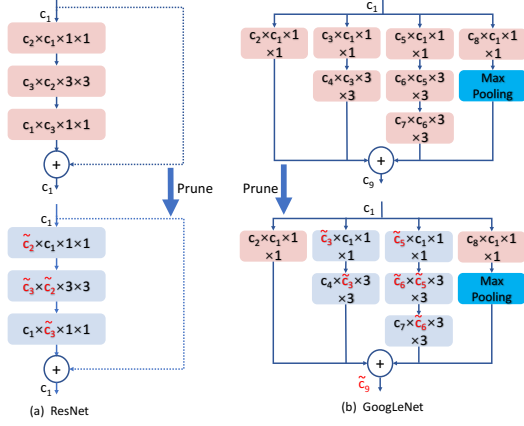 c₁
c₂×c₁×1×1
c₃×c₂×3×3
c₁×c₃×1×1
+
c₁
Prune
c₁
c̃₂×c₁×1×1
c̃₃×c̃₂×3×3
c₁×c̃₃×1×1
+
c₁
(a) ResNet
c₁
c₂×c₁×1
×1
c₃×c₁×1
×1
c₅×c₁×1
×1
c₈×c₁×1
×1
c₄×c₃×3
×3
c₆×c₅×3
×3
Max
Pooling
c₇×c₆×3
×3
+
c₉
Prune
c₁
c₂×c₁×1
×1
c̃₃×c₁×1
×1
c̃₅×c₁×1
×1
c₈×c₁×1
×1
c₄×c̃₃×3
×3
c̃₆×c̃₅×3
×3
Max
Pooling
c₇×c̃₆×3
×3
+
c̃₉
(b) GoogLeNet